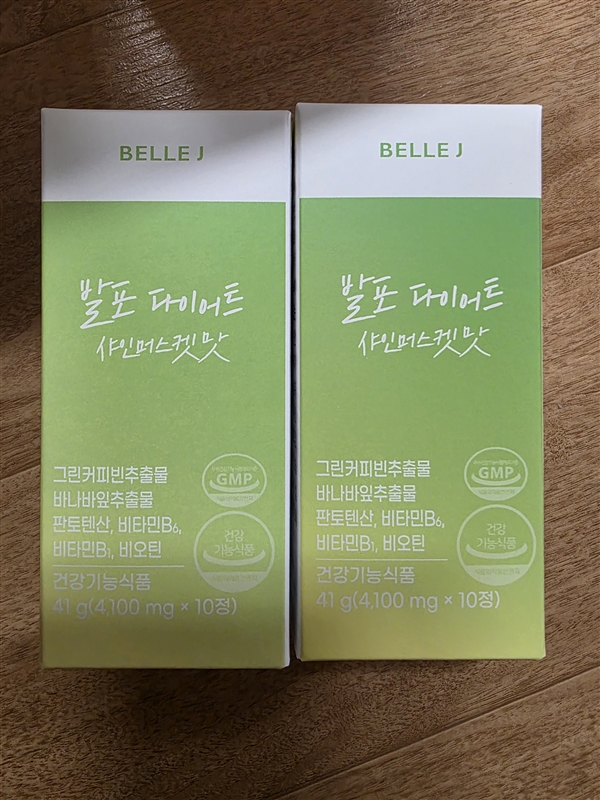 BELLE J
발포 다이어트
샤인머스켓맛
그린커피빈추출물
바나바잎추출물
판토텐산, 비타민B₆,
비타민B₁, 비오틴
건강기능식품
41 g(4,100 mg × 10정)
GMP
건강
기능식품
BELLE J
발포 다이어트
샤인머스켓맛
그린커피빈추출물
바나바잎추출물
판토텐산, 비타민B₆,
비타민B₁, 비오틴
건강기능식품
41 g(4,100 mg × 10정)
GMP
건강
기능식품